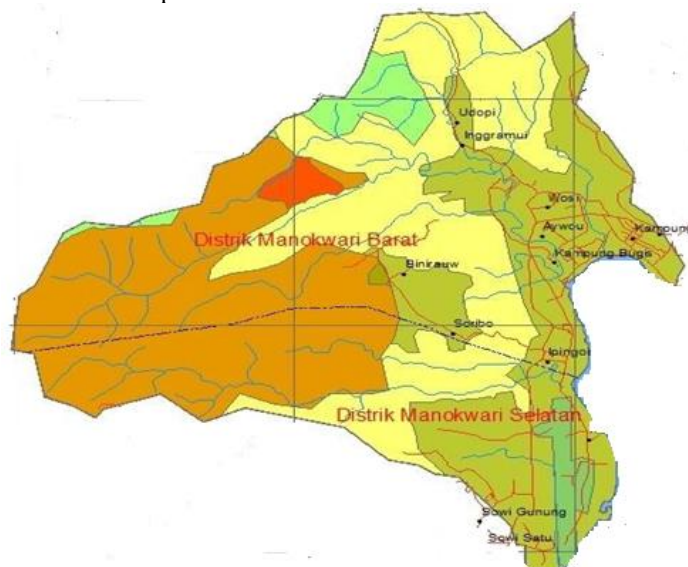 Udopi
Inggramui
Wosi
Aywou
Kampung
Distrik Manokwari Barat
Kampung Bugis
Binirauw
Soribo
Ipingoi
Distrik Manokwari Selatan
Sowi Gunung
Sowi Satu